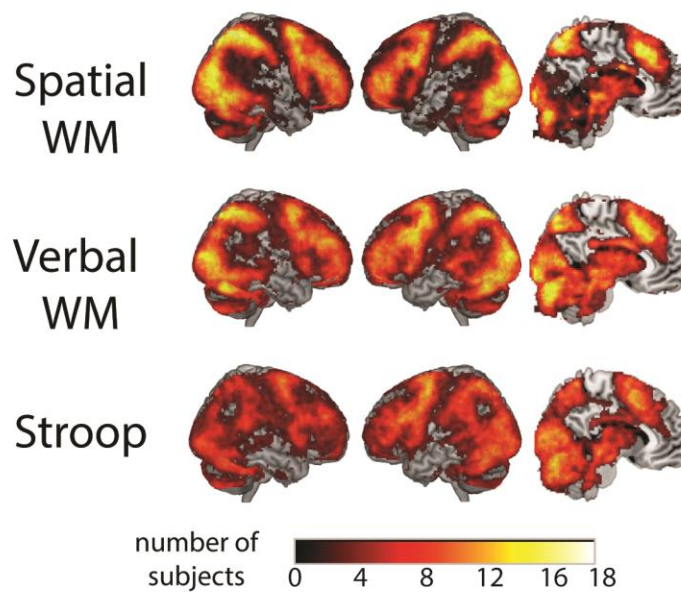 Spatial
WM
Verbal
WM
Stroop
number of
subjects
0 4 8 12 16 18